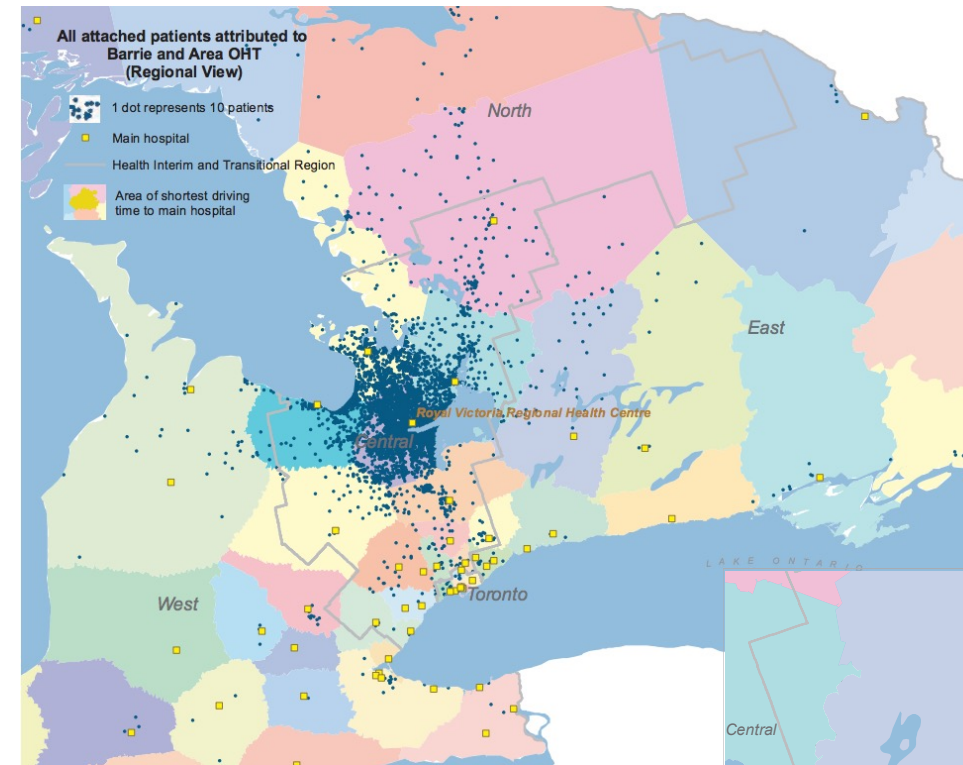 All attached patients attributed to
Barrie and Area OHT
(Regional View)
1 dot represents 10 patients
Main hospital
Health Interim and Transitional Region
Area of shortest driving
time to main hospital
North
East
Royal Victoria Regional Health Centre
Central
LAKE ONTARIO
West
Toronto
Central